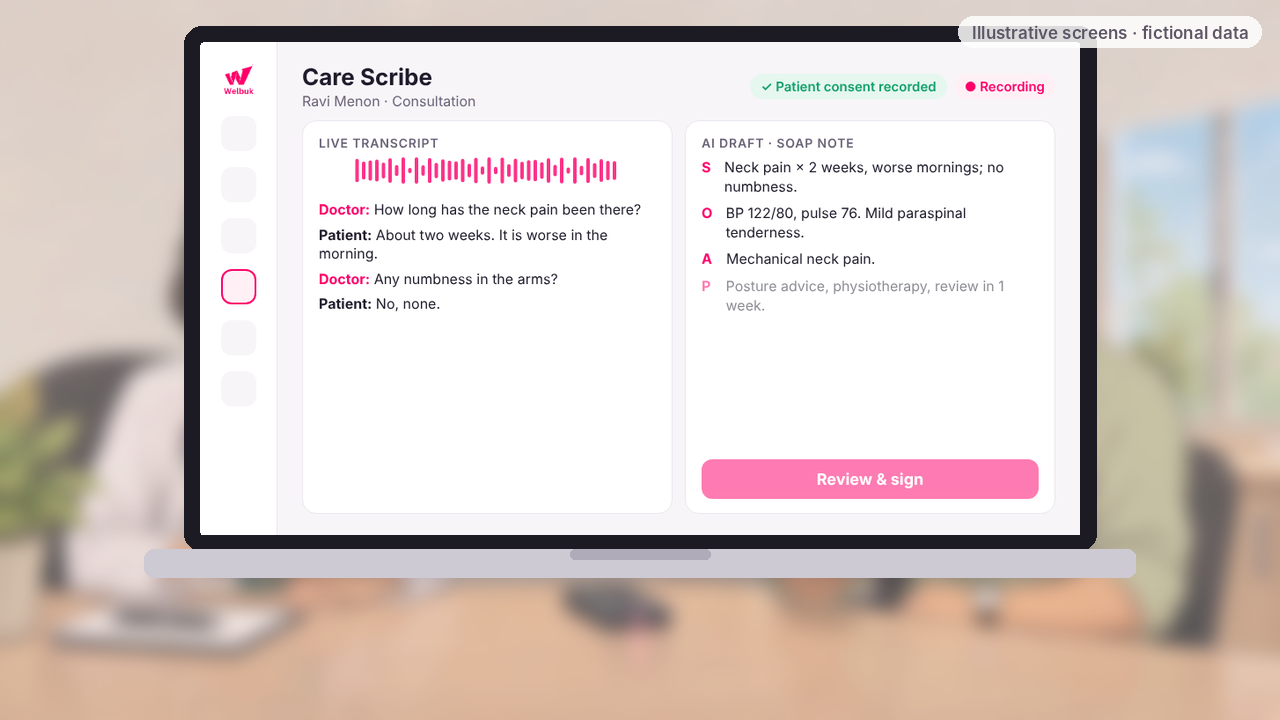 Illustrative screens · fictional data
Welbuk
Care Scribe
Ravi Menon · Consultation
✓ Patient consent recorded
● Recording
LIVE TRANSCRIPT
Doctor: How long has the neck pain been there?
Patient: About two weeks. It is worse in the
morning.
Doctor: Any numbness in the arms?
Patient: No, none.
AI DRAFT · SOAP NOTE
S Neck pain × 2 weeks, worse mornings; no
numbness.
O BP 122/80, pulse 76. Mild paraspinal
tenderness.
A Mechanical neck pain.
P Posture advice, physiotherapy, review in 1
week.
Review & sign